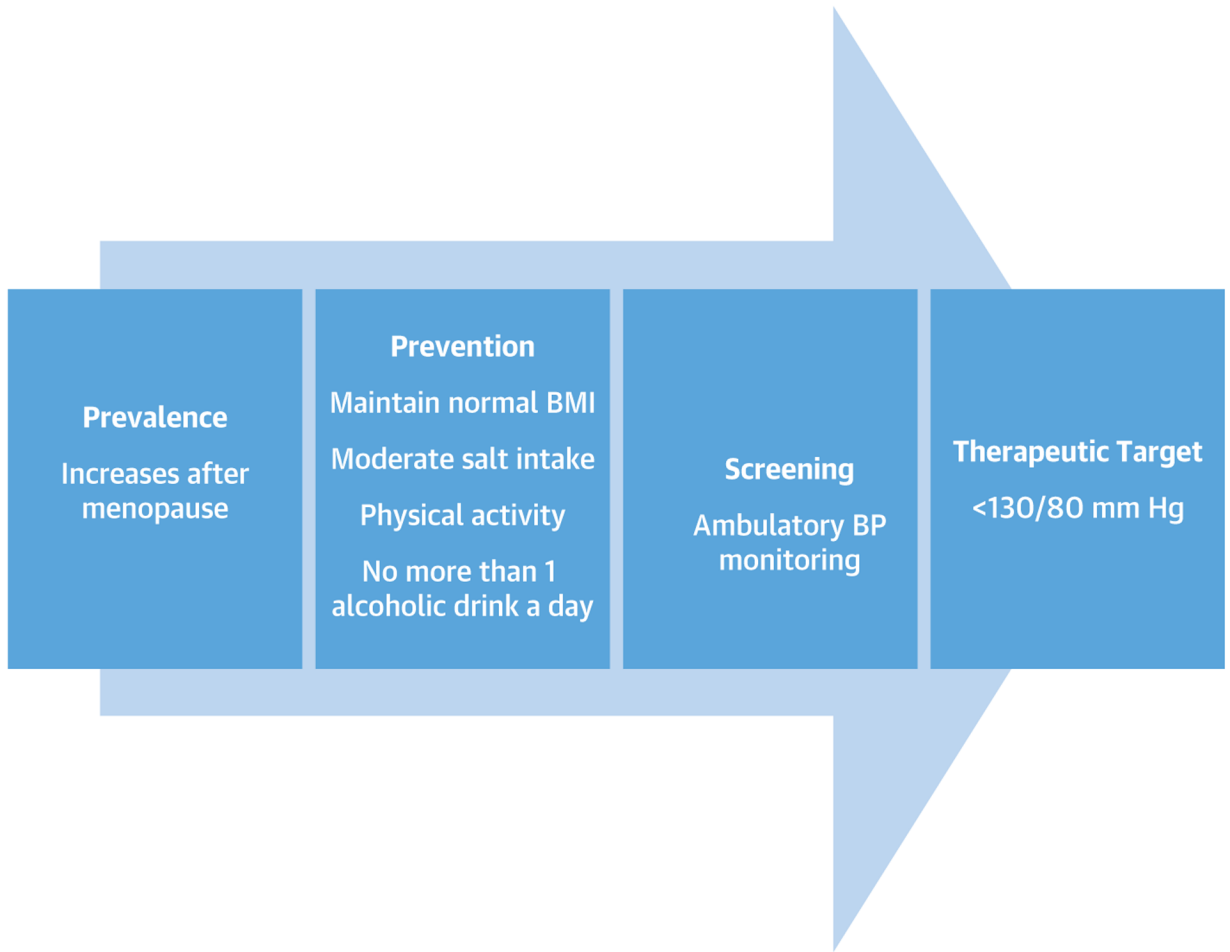 Prevalence
Increases after
menopause
Prevention
Maintain normal BMI
Moderate salt intake
Physical activity
No more than 1
alcoholic drink a day
Screening
Ambulatory BP
monitoring
Therapeutic Target
<130/80 mm Hg